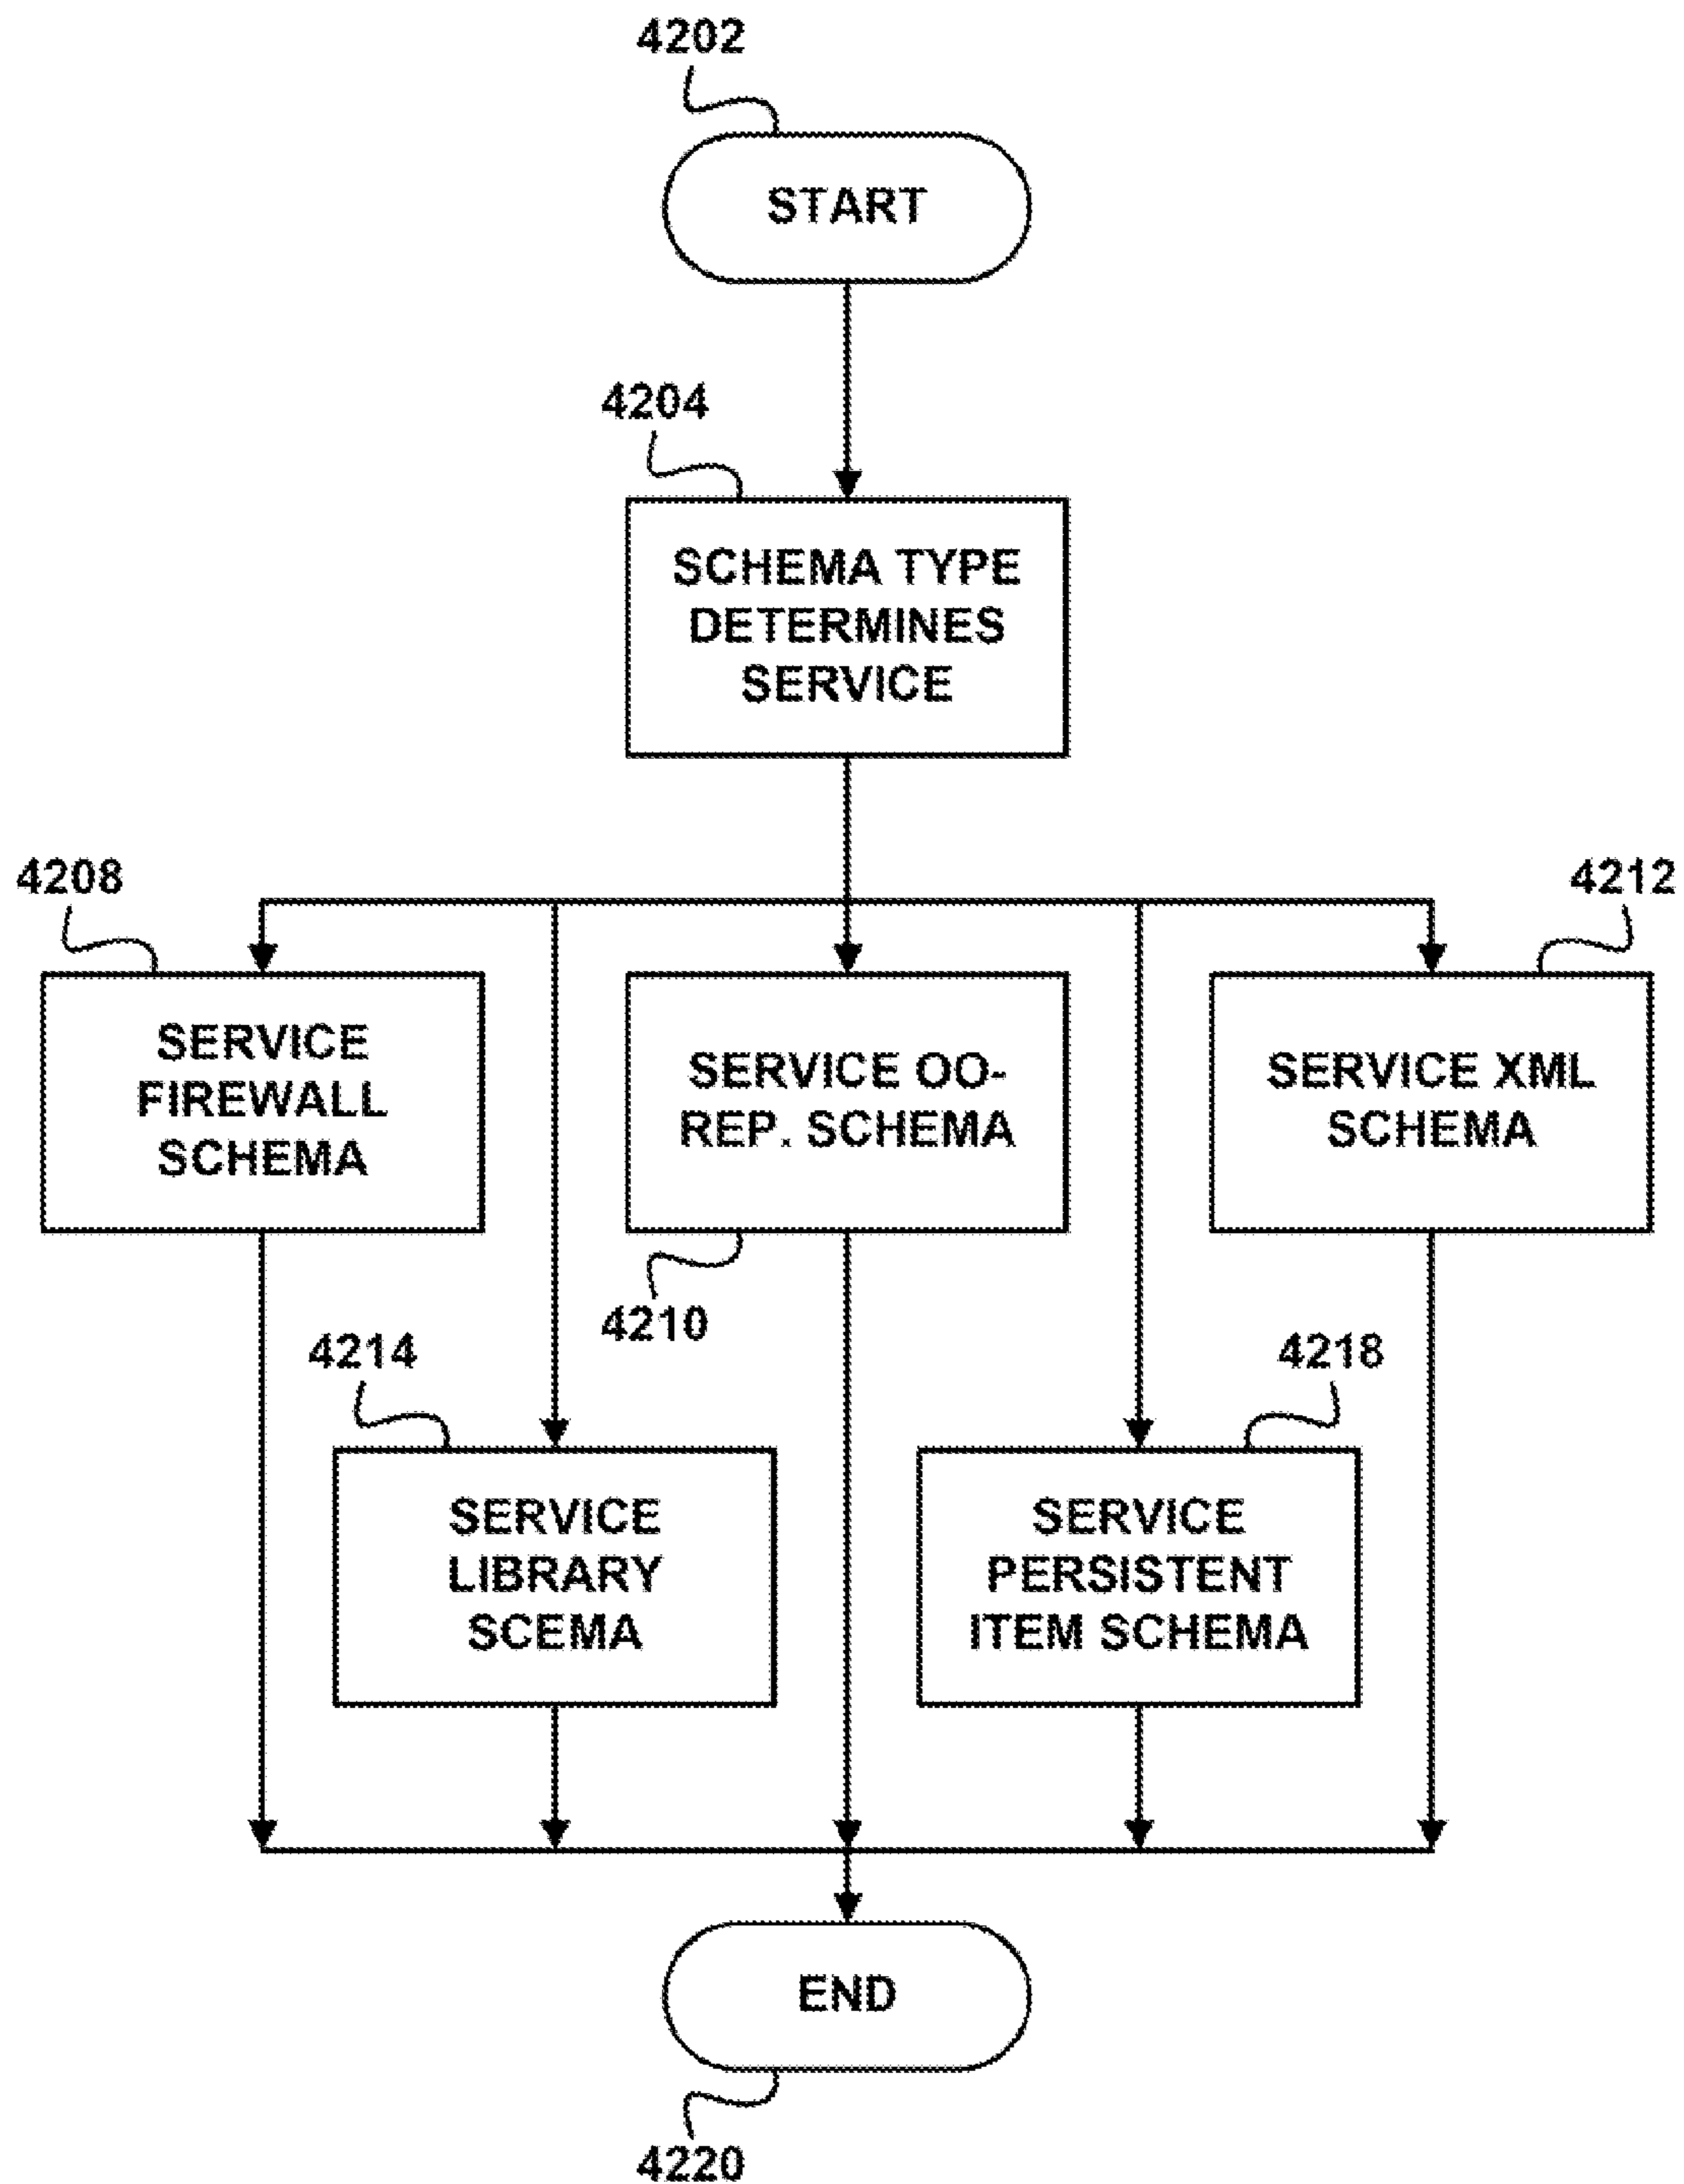 4202
START
4204
SCHEMA TYPE
DETERMINES
SERVICE
4208
4212
SERVICE
FIREWALL
SCHEMA
SERVICE OO-
REP. SCHEMA
SERVICE XML
SCHEMA
4210
4214
4218
SERVICE
LIBRARY
SCEMA
SERVICE
PERSISTENT
ITEM SCHEMA
END
4220